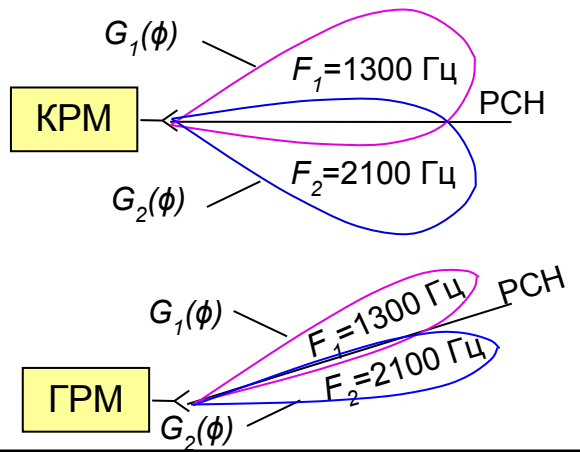 G₁(ϕ)
F₁=1300 Гц
РСН
КРМ
F₂=2100 Гц
G₂(ϕ)
РСН
G₁(ϕ)
F₁=1300 Гц
F₂=2100 Гц
ГРМ
G₂(ϕ)